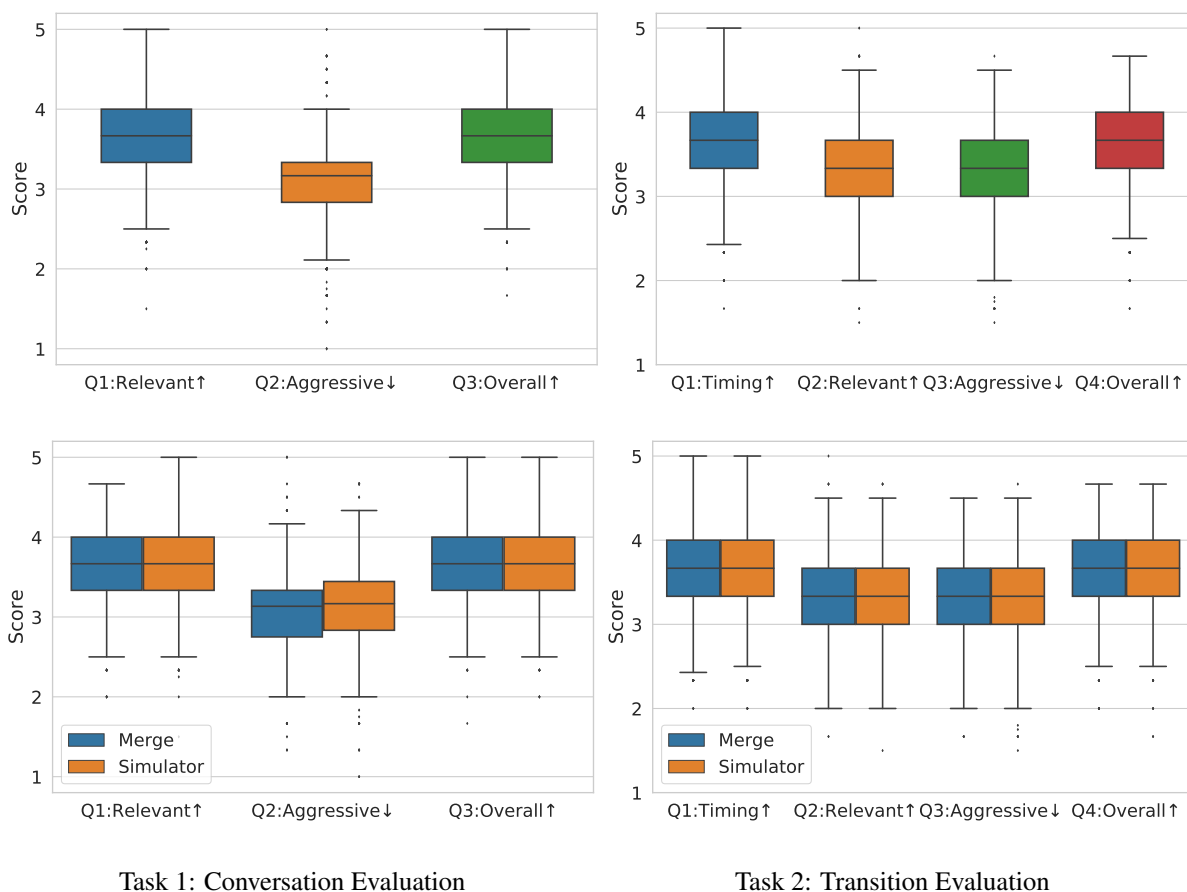 5
4
3
2
1
Score
Q1:Relevant↑ Q2:Aggressive↓ Q3:Overall↑
5
4
3
2
1
Score
Q1:Timing↑ Q2:Relevant↑ Q3:Aggressive↓ Q4:Overall↑
5
4
3
2
1
Score
Merge
Simulator
Q1:Relevant↑ Q2:Aggressive↓ Q3:Overall↑
5
4
3
2
1
Score
Merge
Simulator
Q1:Timing↑ Q2:Relevant↑ Q3:Aggressive↓ Q4:Overall↑
Task 1: Conversation Evaluation
Task 2: Transition Evaluation